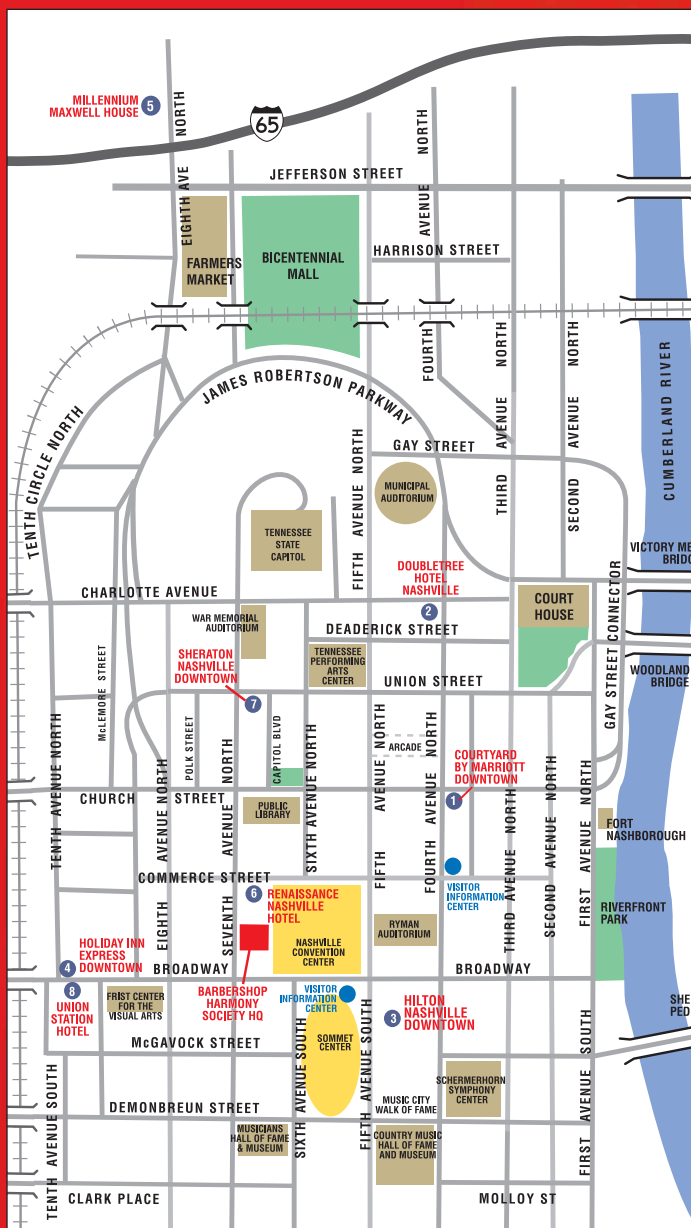 MILLENNIUM
MAXWELL HOUSE
5
EIGHTH AVE NORTH
65
JEFFERSON STREET
FOURTH AVENUE NORTH
HARRISON STREET
FARMERS
MARKET
BICENTENNIAL
MALL
JAMES ROBERTSON PARKWAY
TENTH CIRCLE NORTH
GAY STREET
THIRD AVENUE NORTH
SECOND AVENUE NORTH
CUMBERLAND RIVER
FIFTH AVENUE NORTH
MUNICIPAL
AUDITORIUM
TENNESSEE
STATE
CAPITOL
DOUBLETREE
HOTEL
NASHVILLE
2
VICTORY ME
BRIDG
CHARLOTTE AVENUE
COURT
HOUSE
WAR MEMORIAL
AUDITORIUM
DEADERICK STREET
GAY STREET CONNECTOR
SHERATON
NASHVILLE
DOWNTOWN
7
TENNESSEE
PERFORMING
ARTS
CENTER
UNION STREET
WOODLAND
BRIDGE
McLEMORE STREET
POLK STREET
CAPITOL BLVD
ARCADE
COURTYARD
BY MARRIOTT
DOWNTOWN
1
TENTH AVENUE NORTH
EIGHTH AVENUE NORTH
SEVENTH AVENUE NORTH
SIXTH AVENUE NORTH
FIFTH AVENUE NORTH
FOURTH AVENUE NORTH
THIRD AVENUE NORTH
SECOND AVENUE NORTH
FIRST AVENUE NORTH
CHURCH STREET
PUBLIC
LIBRARY
FORT
NASHBOROUGH
COMMERCE STREET
VISITOR
INFORMATION
CENTER
6
RENAISSANCE
NASHVILLE
HOTEL
RIVERFRONT
PARK
RYMAN
AUDITORIUM
NASHVILLE
CONVENTION
CENTER
HOLIDAY INN
EXPRESS
DOWNTOWN
4
BROADWAY
BROADWAY
8
UNION
STATION
HOTEL
FRIST CENTER
FOR THE
VISUAL ARTS
BARBERSHOP
HARMONY
SOCIETY HQ
VISITOR
INFORMATION
CENTER
3
HILTON
NASHVILLE
DOWNTOWN
SHE
PED
McGAVOCK STREET
SOMMET
CENTER
SIXTH AVENUE SOUTH
FIFTH AVENUE SOUTH
FIRST AVENUE SOUTH
TENTH AVENUE SOUTH
SCHERMERHORN
SYMPHONY
CENTER
MUSIC CITY
WALK OF FAME
DEMONBREUN STREET
MUSICIANS
HALL OF FAME
& MUSEUM
COUNTRY MUSIC
HALL OF FAME
AND MUSEUM
CLARK PLACE
MOLLOY ST